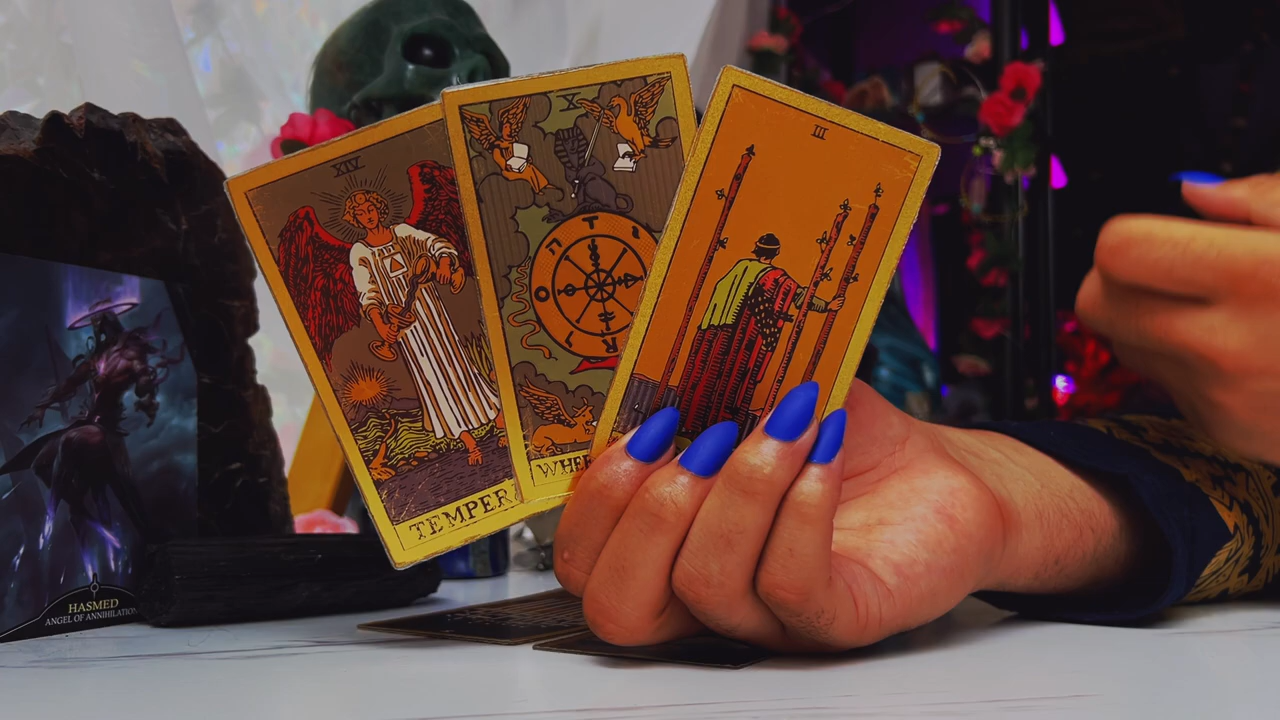 XIV
TEMPER
X
WHE
III
HASMED
ANGEL OF ANNIHILATION